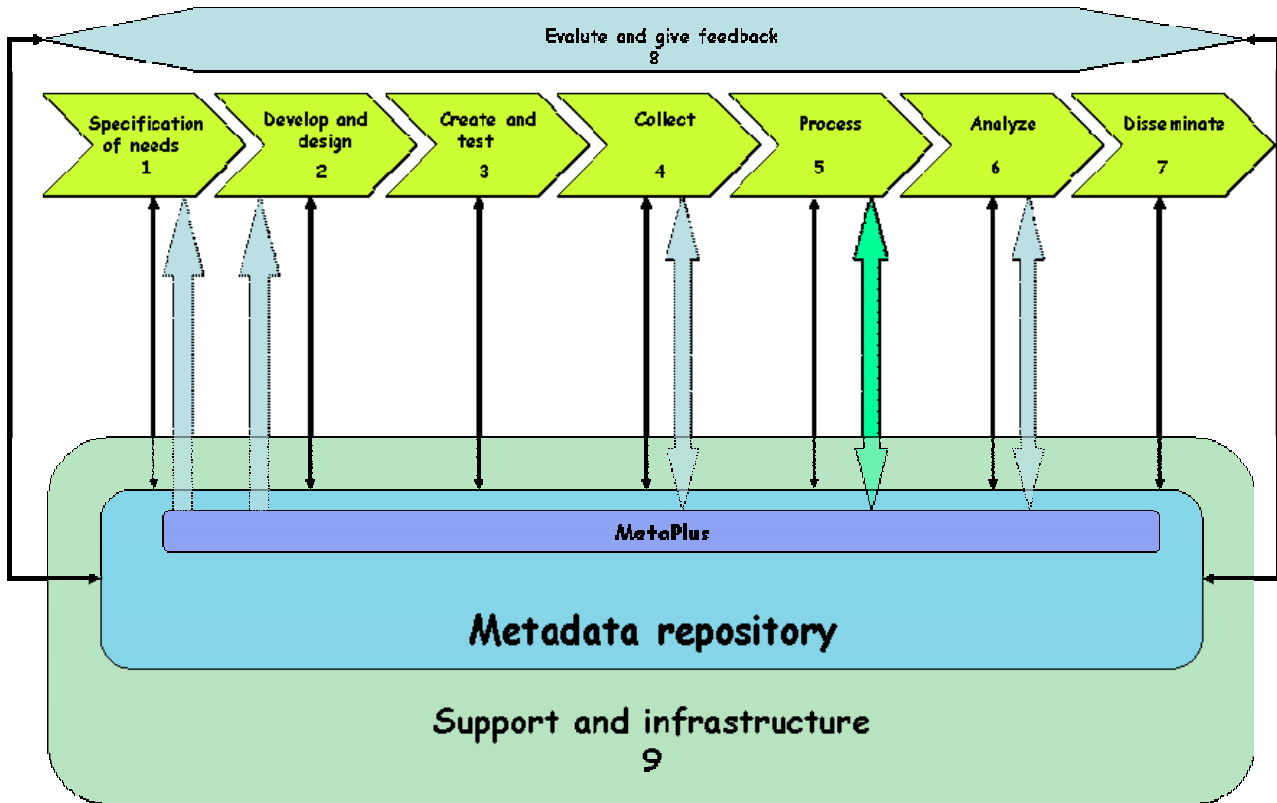 Evalute and give feedback
8
Specification
of needs
1
Develop and
design
2
Create and
test
3
Collect
4
Process
5
Analyze
6
Disseminate
7
MetaPlus
Metadata repository
Support and infrastructure
9